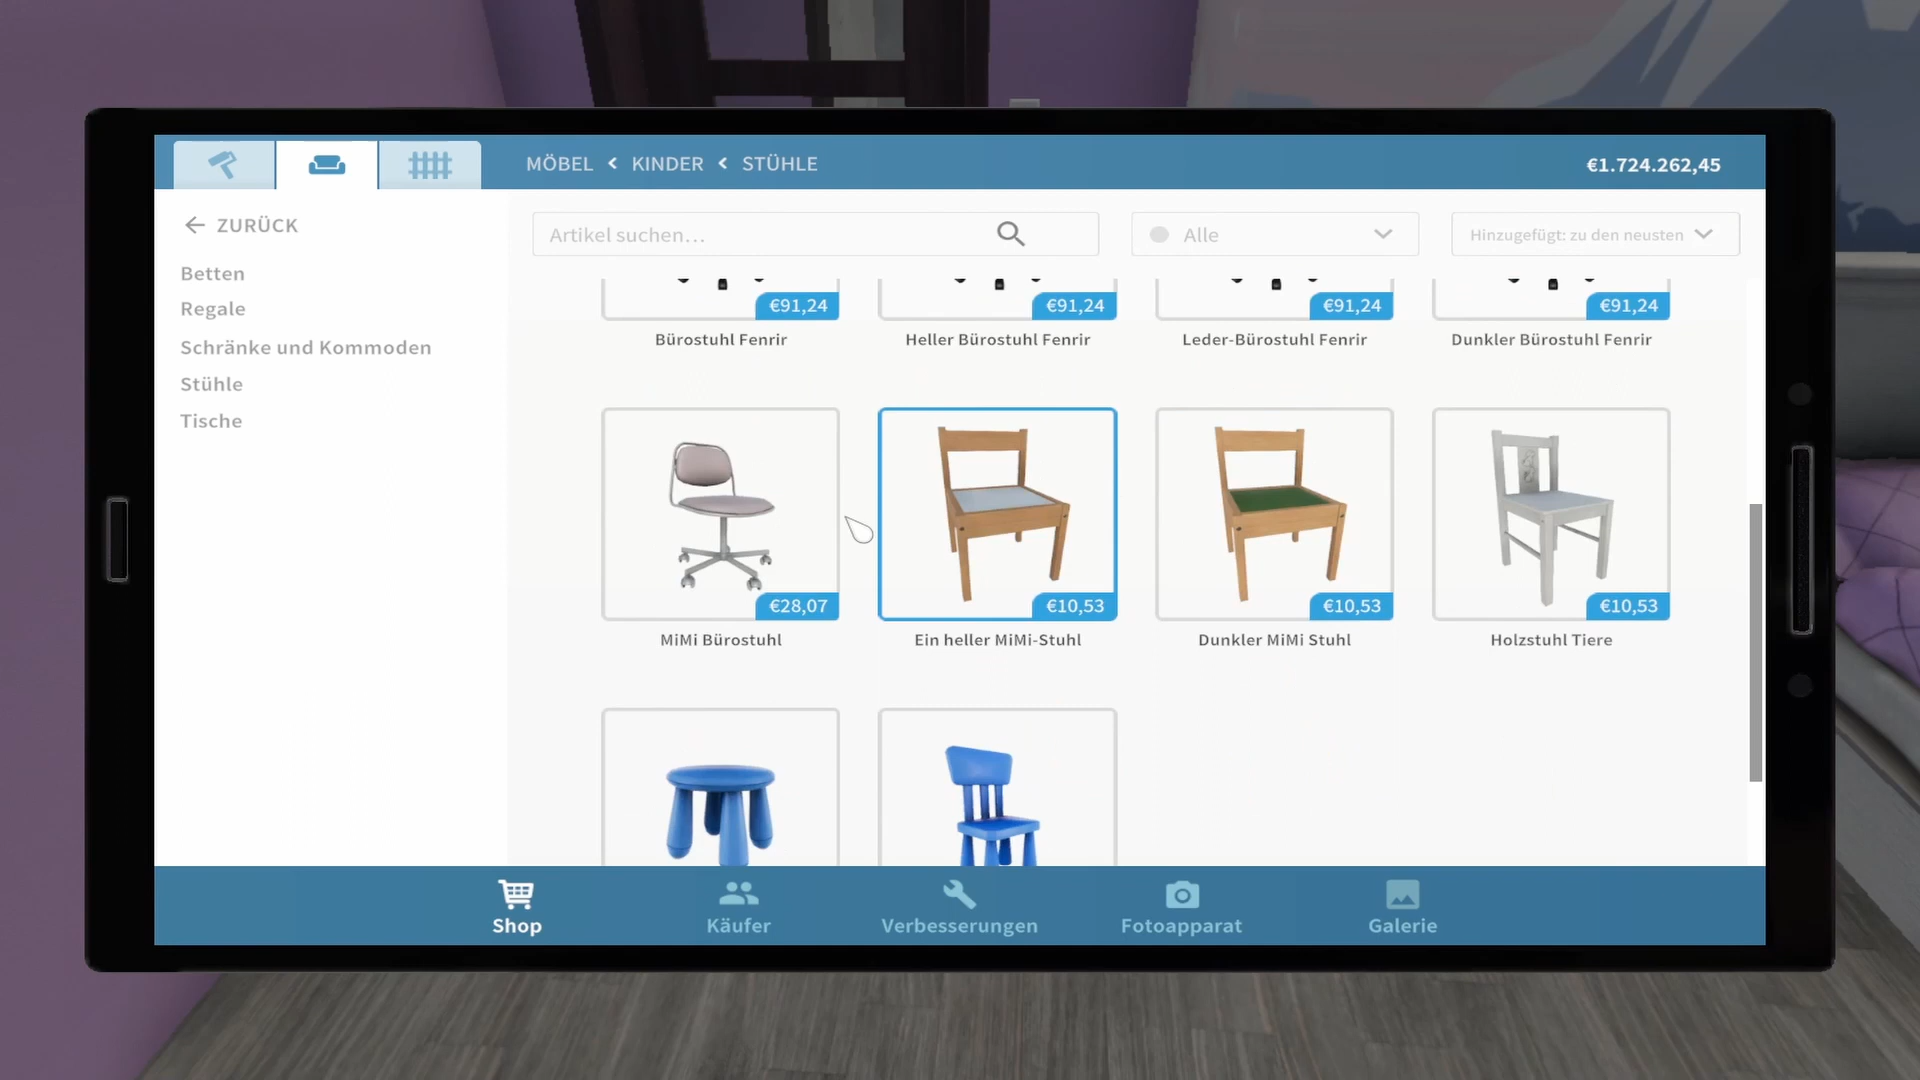 MÖBEL < KINDER < STÜHLE
€1.724.262,45
ZURÜCK
Betten
Regale
Schränke und Kommoden
Stühle
Tische
Artikel suchen...
Alle
Hinzugefügt: zu den neusten
€91,24
€91,24
€91,24
€91,24
Bürostuhl Fenrir
Heller Bürostuhl Fenrir
Leder-Bürostuhl Fenrir
Dunkler Bürostuhl Fenrir
€28,07
€10,53
€10,53
€10,53
MiMi Bürostuhl
Ein heller MiMi-Stuhl
Dunkler MiMi Stuhl
Holzstuhl Tiere
Shop
Käufer
Verbesserungen
Fotoapparat
Galerie